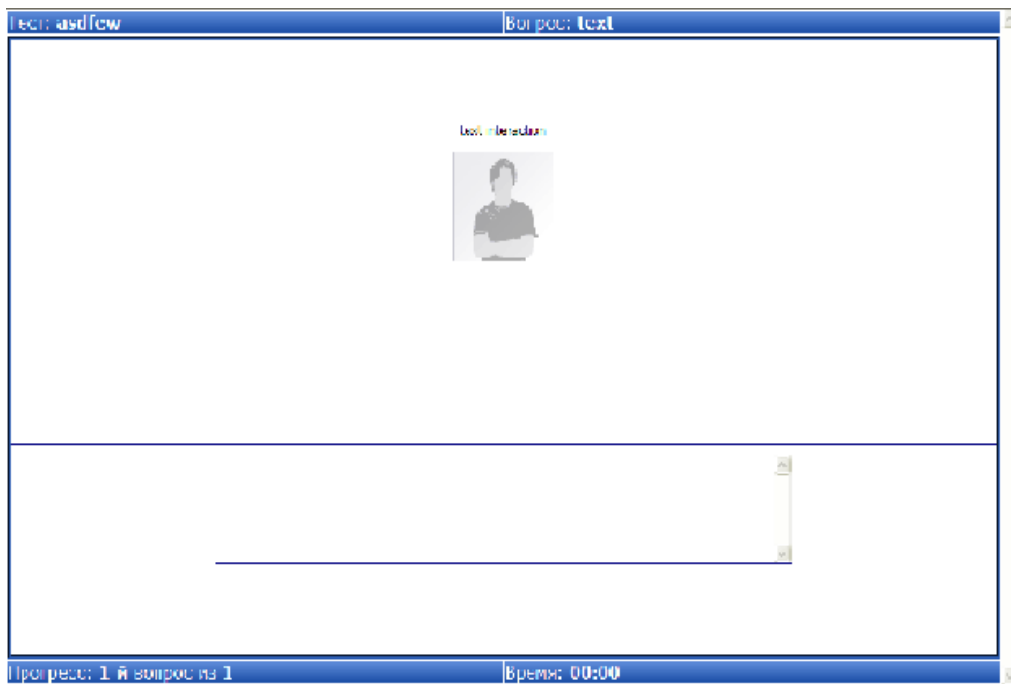 Тест: asdfew
Вопрос: text
text interaction
Прогресс: 1 й вопрос из 1
Время: 00:00